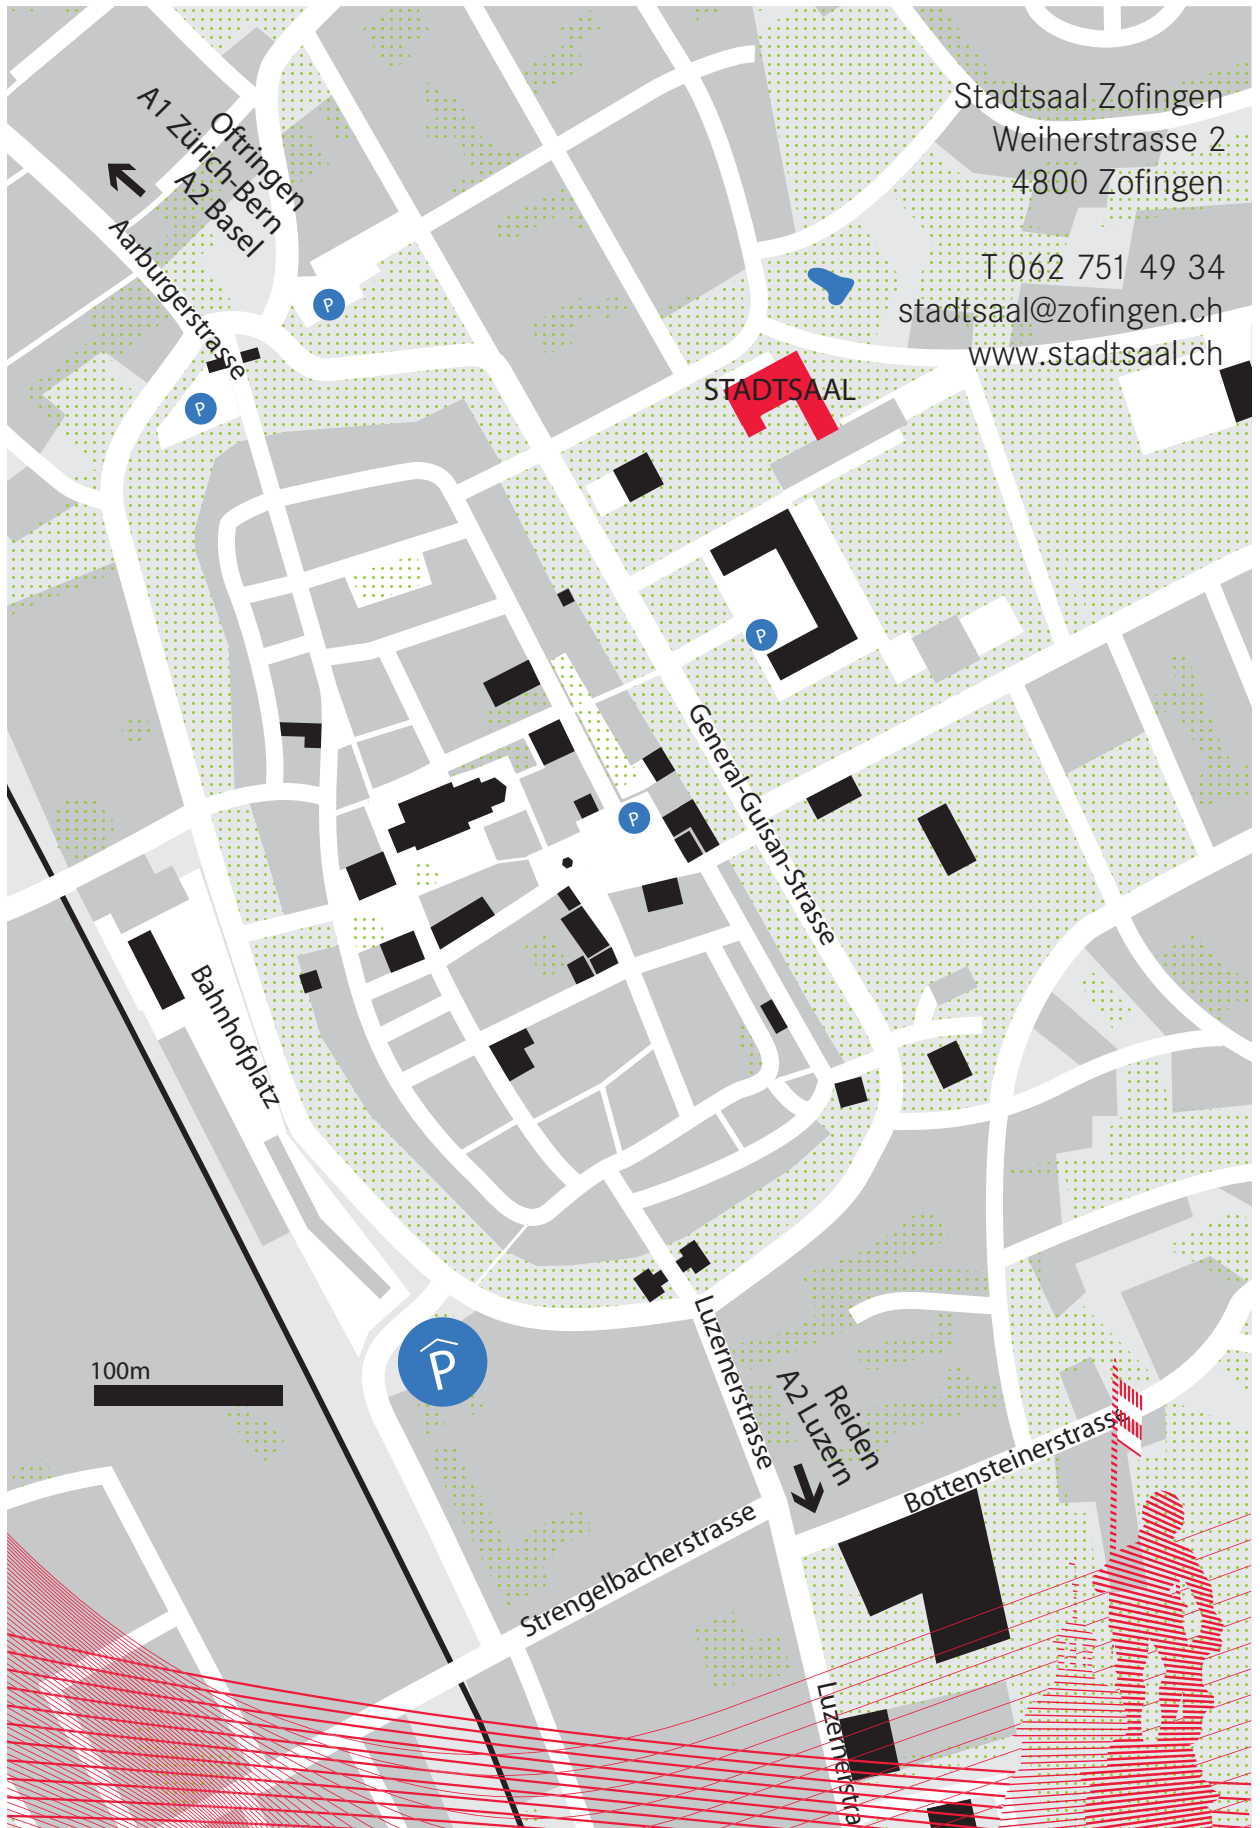 Stadtsaal Zofingen
Weiherstrasse 2
4800 Zofingen
T 062 751 49 34
stadtsaal@zofingen.ch
www.stadtsaal.ch
Oftringen
A1 Zürich-Bern
A2 Basel
Aarburgerstrasse
P
P
STADTSAAL
P
General-Guisan-Strasse
P
Bahnhofplatz
P
100m
Luzernerstrasse
Reiden
A2 Luzern
Bottensteinerstrasse
Strengelbacherstrasse
Luzernerstra